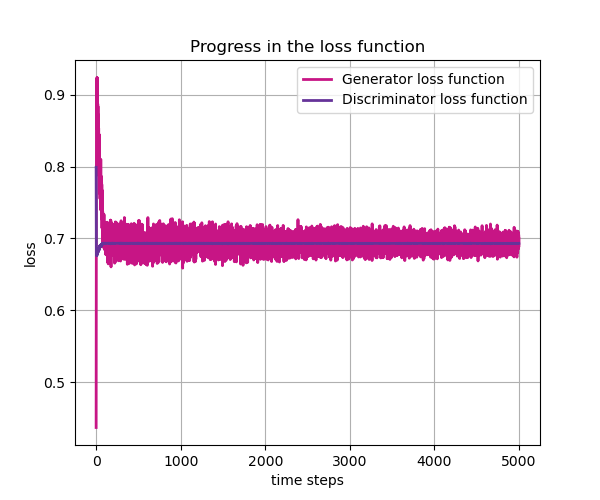 Progress in the loss function
Generator loss function
Discriminator loss function
0.9
0.8
0.7
0.6
0.5
loss
0
1000
2000
3000
4000
5000
time steps